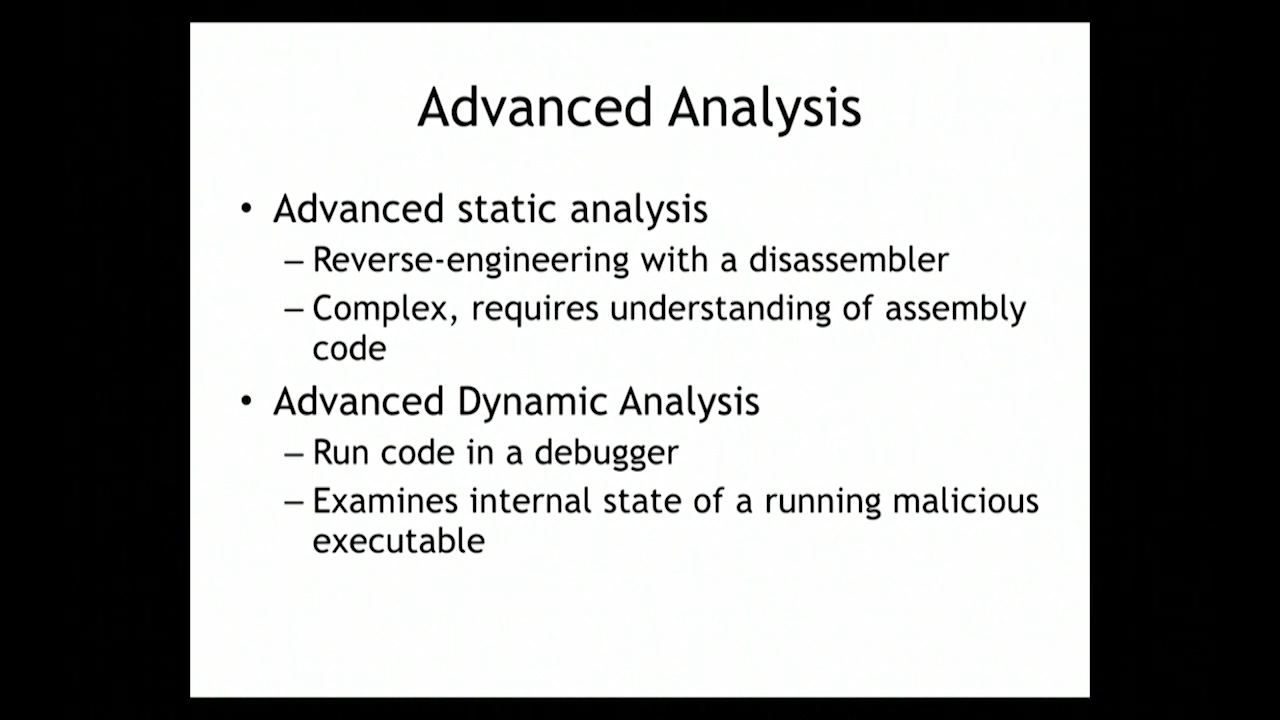 Advanced Analysis
• Advanced static analysis
– Reverse-engineering with a disassembler
– Complex, requires understanding of assembly
code
• Advanced Dynamic Analysis
– Run code in a debugger
– Examines internal state of a running malicious
executable